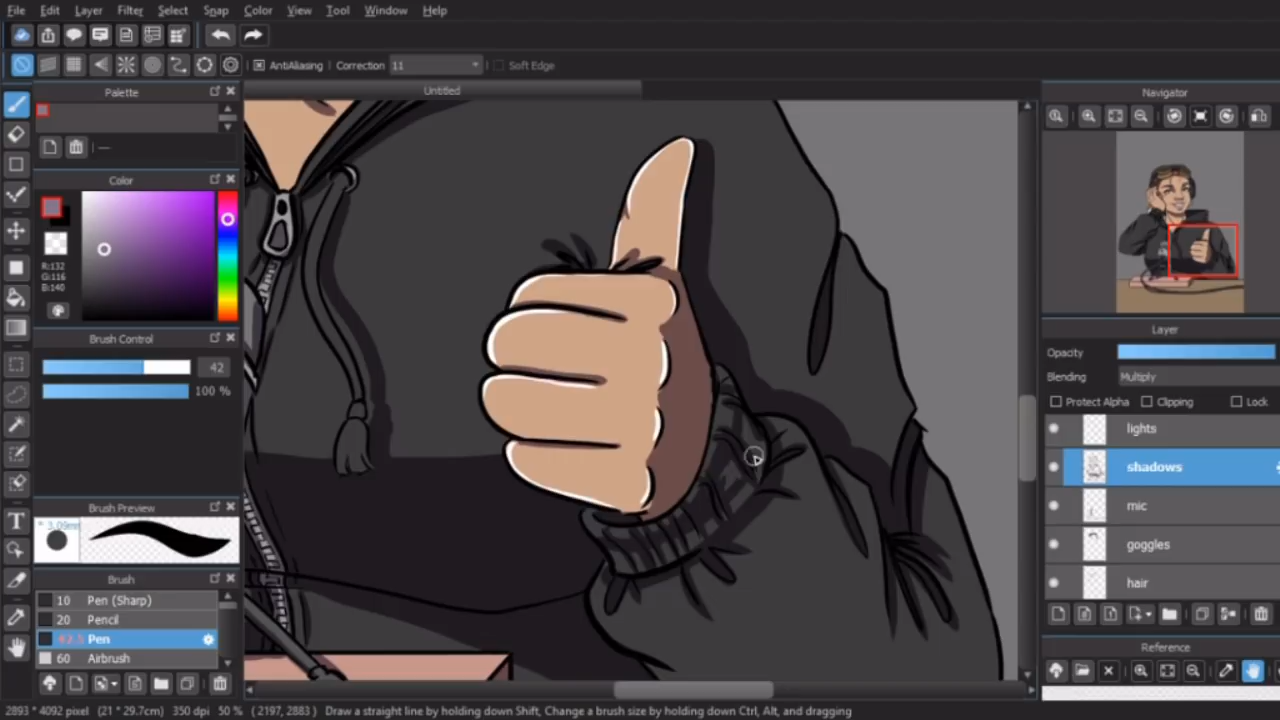 File Edit Layer Filter Select Snap Color View Tool Window Help
AntiAliasing Correction 11 Soft Edge
Palette
Untitled
Navigator
Color
R:132
G:116
B:140
Brush Control
42
100 %
Brush Preview
* 3.09mm
Brush
10 Pen (Sharp)
20 Pencil
42.5 Pen
60 Airbrush
Layer
Opacity
Blending Multiply
Protect Alpha Clipping Lock
lights
shadows
mic
goggles
hair
Reference
2893 * 4092 pixel (21 * 29.7cm) 350 dpi 50 % ( 2197, 2883 ) Draw a straight line by holding down Shift, Change a brush size by holding down Ctrl, Alt, and dragging